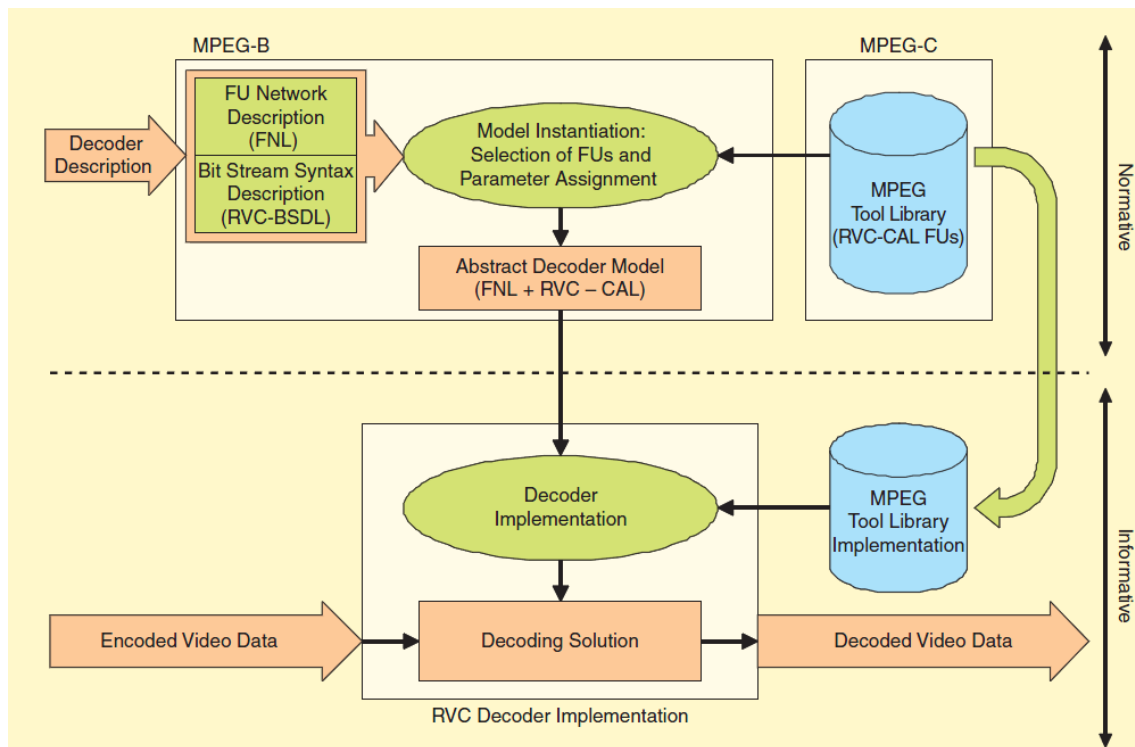 MPEG-B
MPEG-C
Decoder
Description
FU Network
Description
(FNL)
Bit Stream Syntax
Description
(RVC-BSDL)
Model Instantiation:
Selection of FUs and
Parameter Assignment
MPEG
Tool Library
(RVC-CAL FUs)
Abstract Decoder Model
(FNL + RVC – CAL)
Normative
Decoder
Implementation
MPEG
Tool Library
Implementation
Informative
Encoded Video Data
Decoding Solution
Decoded Video Data
RVC Decoder Implementation